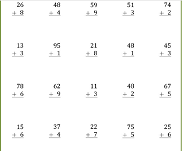 26 48 59 51 74
+ 8 + 4 + 9 + 3 + 2
13 95 21 48 45
+ 3 + 1 + 8 + 1 + 3
78 62 11 40 67
+ 6 + 9 + 3 + 2 + 5
15 37 22 75 25
+ 6 + 4 + 7 + 5 + 6